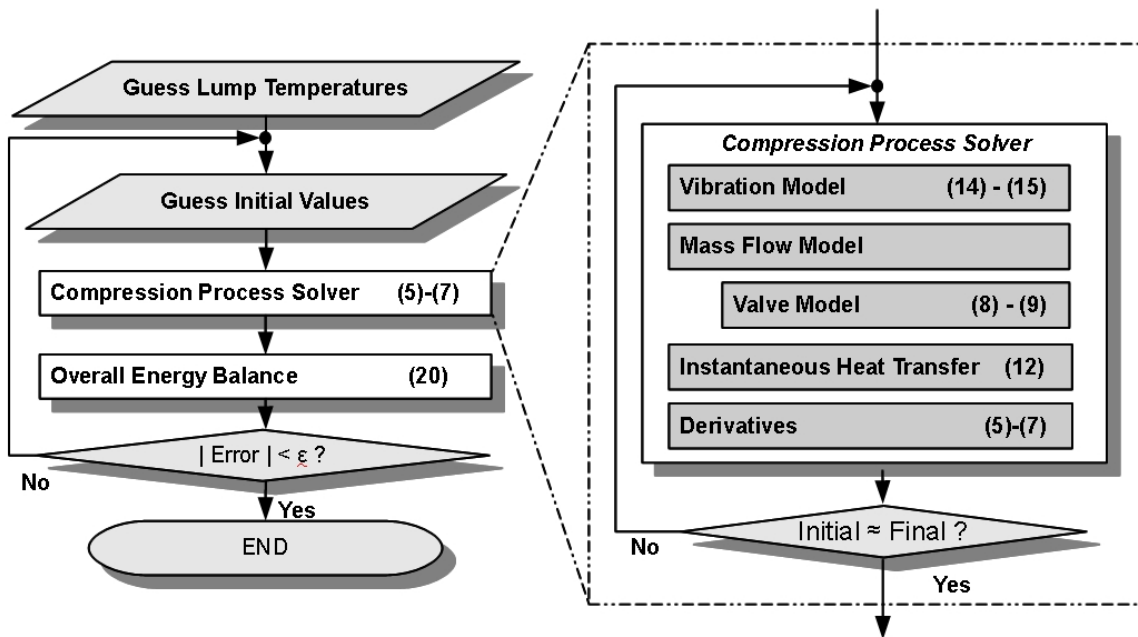 Guess Lump Temperatures
Guess Initial Values
Compression Process Solver (5)-(7)
Overall Energy Balance (20)
| Error | < ε ?
No
Yes
END
Compression Process Solver
Vibration Model (14) - (15)
Mass Flow Model
Valve Model (8) - (9)
Instantaneous Heat Transfer (12)
Derivatives (5)-(7)
Initial ≈ Final ?
No
Yes